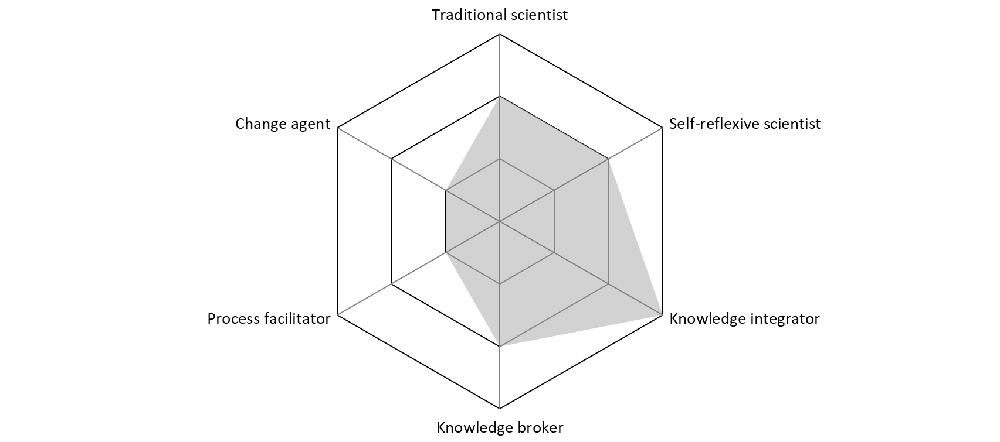 Traditional scientist
Change agent
Self-reflexive scientist
Process facilitator
Knowledge integrator
Knowledge broker